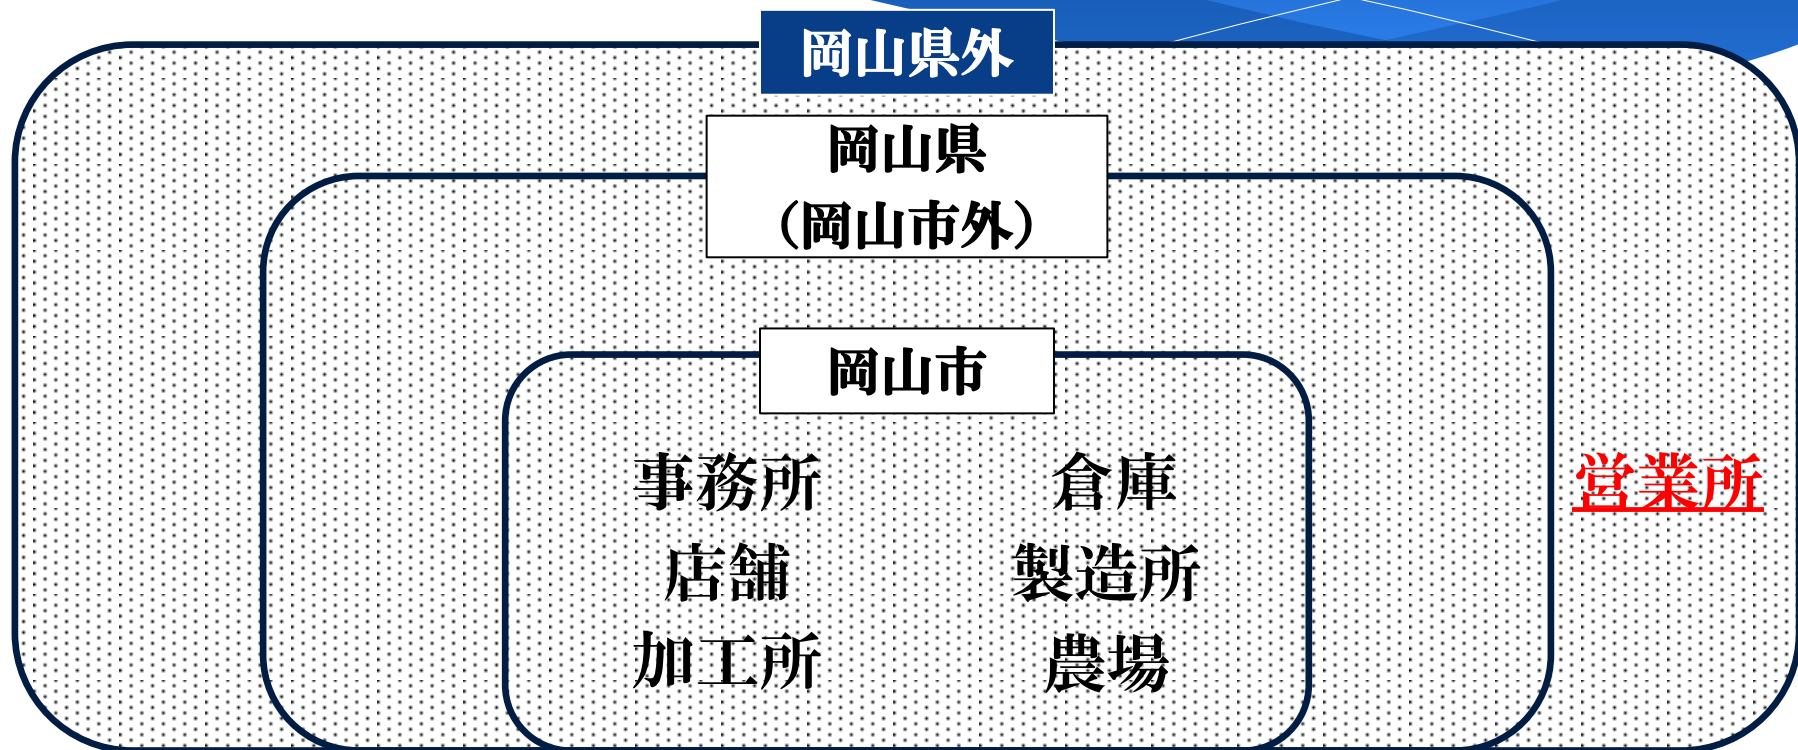 岡山県外
岡山県
（岡山市外）
岡山市
事務所 倉庫 営業所
店舗 製造所
加工所 農場